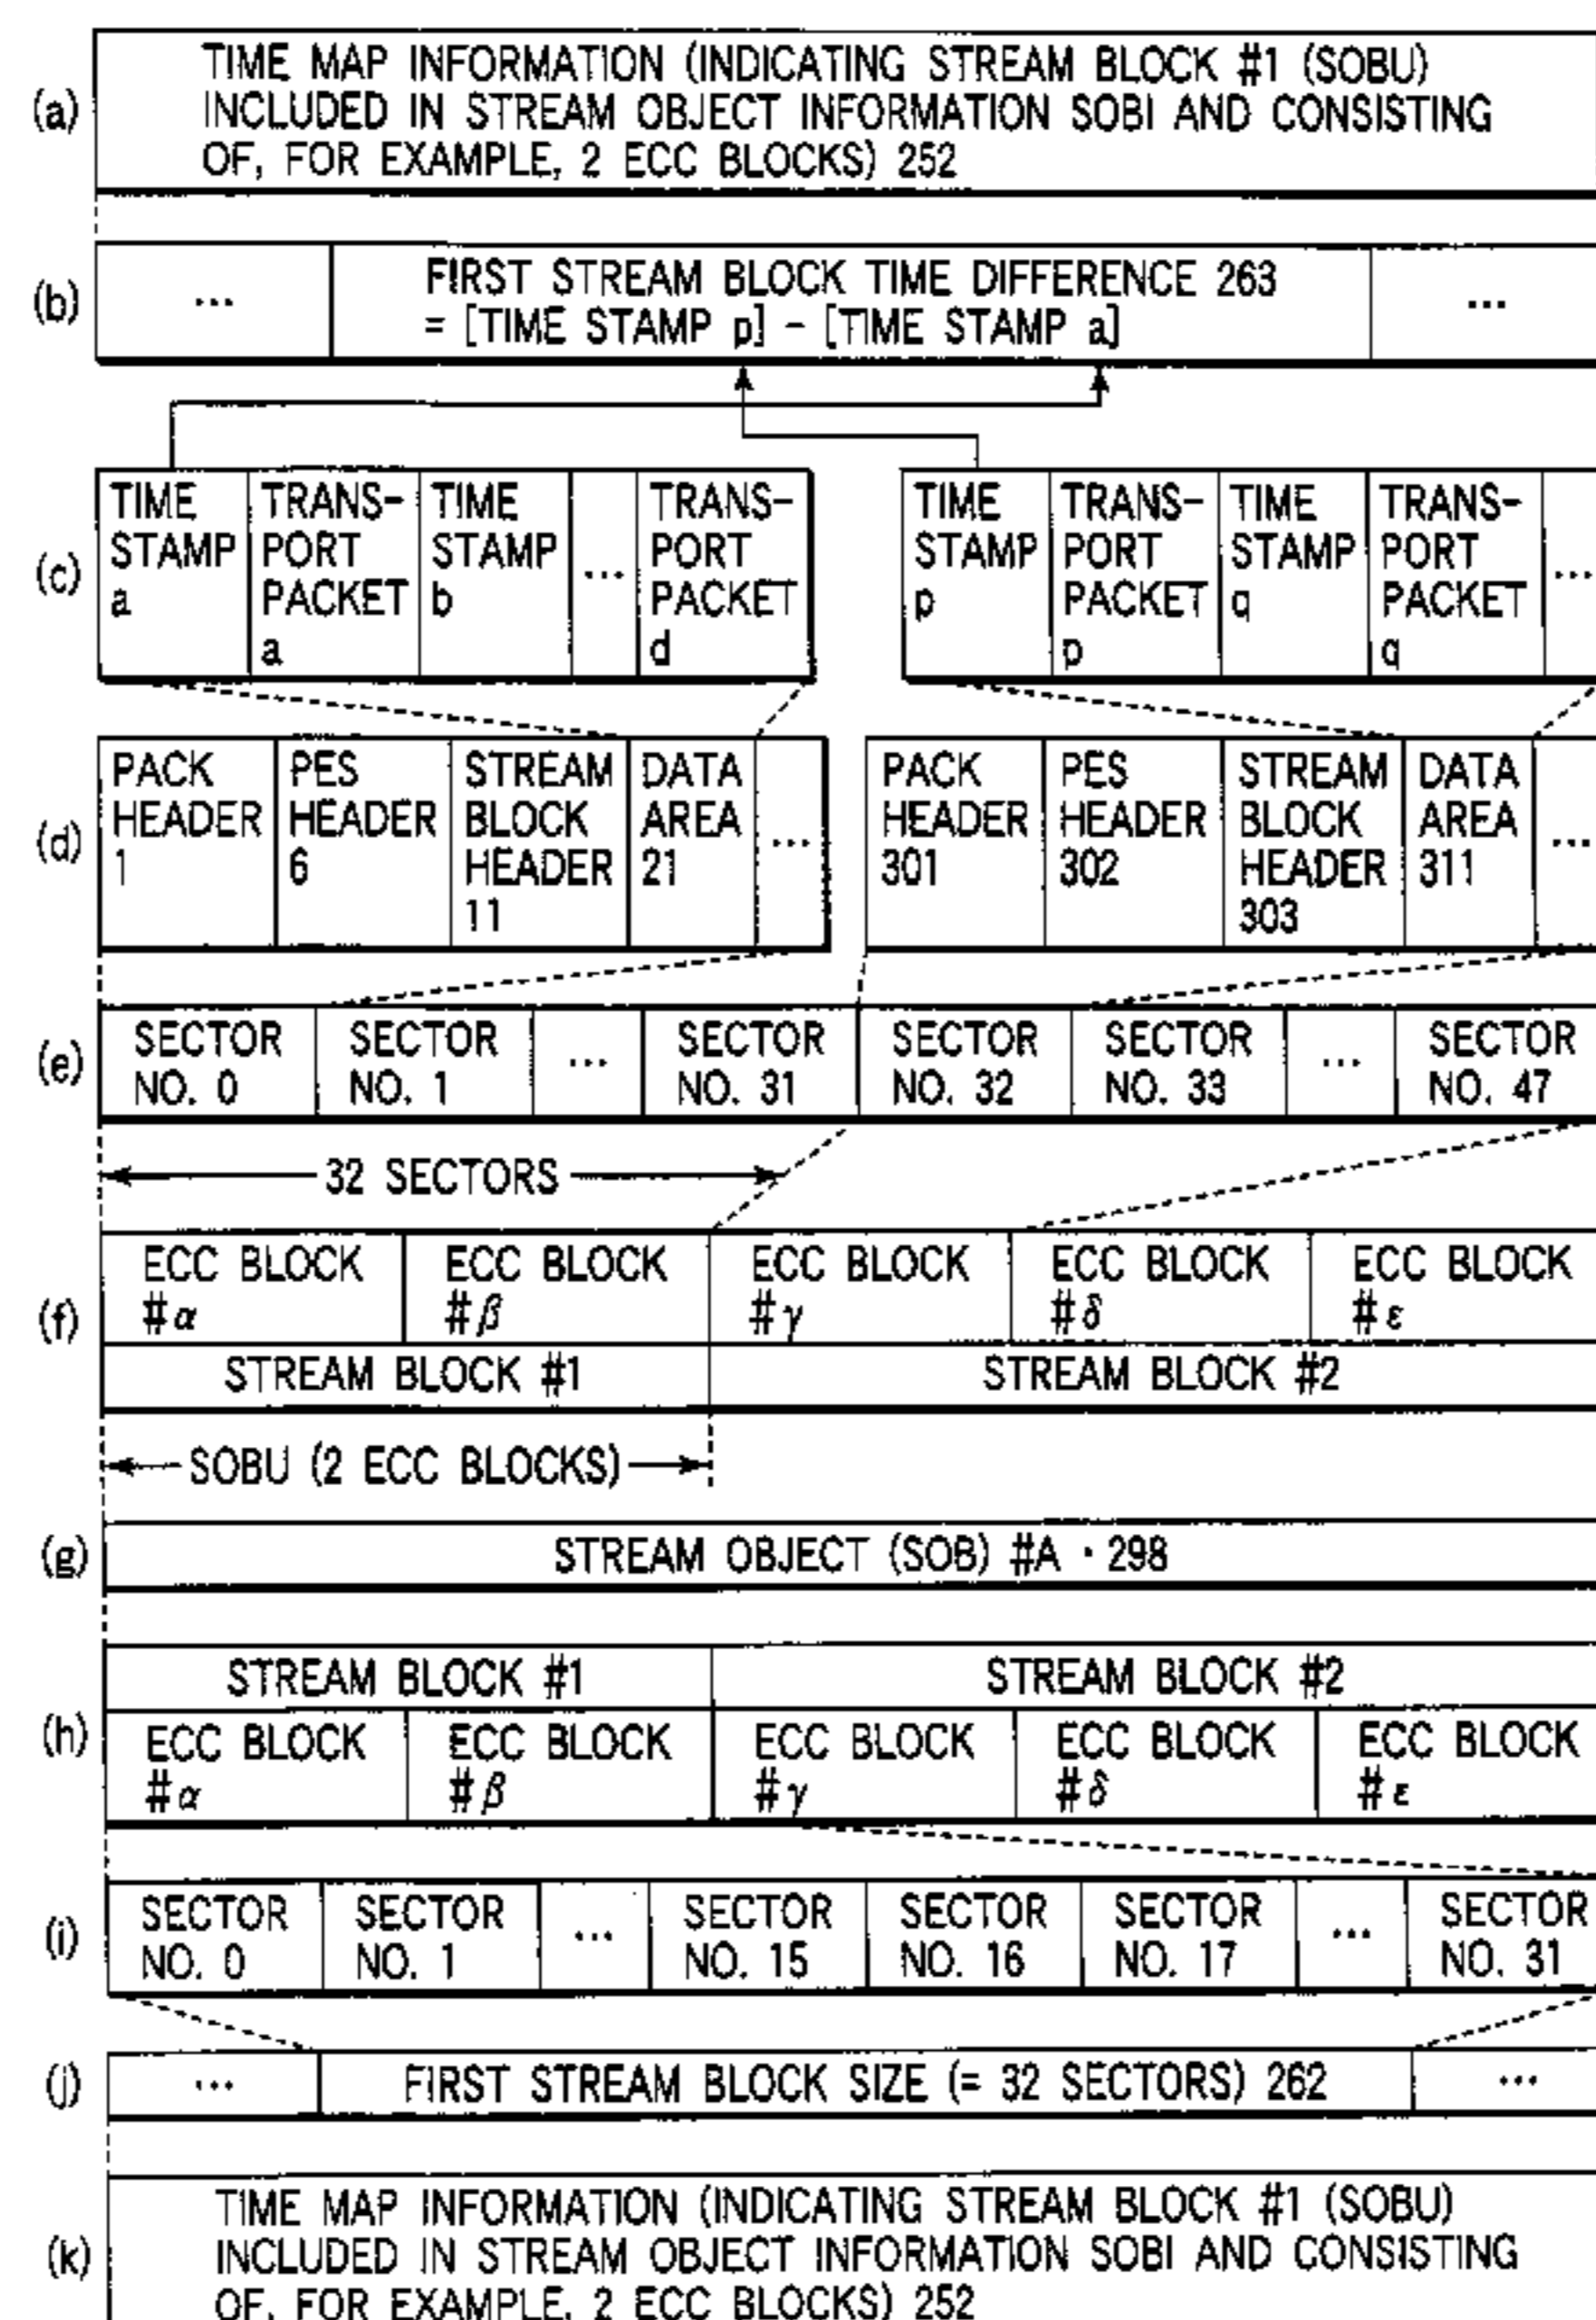 (a)
TIME MAP INFORMATION (INDICATING STREAM BLOCK #1 (SOBU)
INCLUDED IN STREAM OBJECT INFORMATION SOBI AND CONSISTING
OF, FOR EXAMPLE, 2 ECC BLOCKS) 252
(b)
...
FIRST STREAM BLOCK TIME DIFFERENCE 263
= [TIME STAMP p] - [TIME STAMP a]
...
(c)
TIME
STAMP
a
TRANS-
PORT
PACKET
a
TIME
STAMP
b
...
TRANS-
PORT
PACKET
d
TIME
STAMP
p
TRANS-
PORT
PACKET
p
TIME
STAMP
q
TRANS-
PORT
PACKET
q
...
(d)
PACK
HEADER
1
PES
HEADER
6
STREAM
BLOCK
HEADER
11
DATA
AREA
21
...
PACK
HEADER
301
PES
HEADER
302
STREAM
BLOCK
HEADER
303
DATA
AREA
311
...
(e)
SECTOR
NO. 0
SECTOR
NO. 1
...
SECTOR
NO. 31
SECTOR
NO. 32
SECTOR
NO. 33
...
SECTOR
NO. 47
32 SECTORS
(f)
ECC BLOCK
#α
ECC BLOCK
#β
ECC BLOCK
#γ
ECC BLOCK
#δ
ECC BLOCK
#ε
STREAM BLOCK #1
STREAM BLOCK #2
SOBU (2 ECC BLOCKS)
(g)
STREAM OBJECT (SOB) #A · 298
(h)
STREAM BLOCK #1
STREAM BLOCK #2
ECC BLOCK
#α
ECC BLOCK
#β
ECC BLOCK
#γ
ECC BLOCK
#δ
ECC BLOCK
#ε
(i)
SECTOR
NO. 0
SECTOR
NO. 1
...
SECTOR
NO. 15
SECTOR
NO. 16
SECTOR
NO. 17
...
SECTOR
NO. 31
(j)
...
FIRST STREAM BLOCK SIZE (= 32 SECTORS) 262
...
(k)
TIME MAP INFORMATION (INDICATING STREAM BLOCK #1 (SOBU)
INCLUDED IN STREAM OBJECT INFORMATION SOBI AND CONSISTING
OF, FOR EXAMPLE, 2 ECC BLOCKS) 252